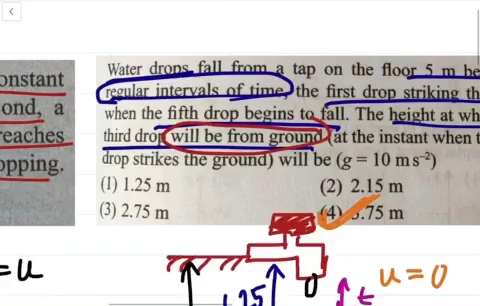 onstant
ond, a
reaches
opping.
Water drops fall from a tap on the floor 5 m be
regular intervals of time, the first drop striking th
when the fifth drop begins to fall. The height at wh
third drop will be from ground (at the instant when t
drop strikes the ground) will be (g = 10 m s⁻²)
(1) 1.25 m (2) 2.15 m
(3) 2.75 m (4) 3.75 m
= u
1.25
0
t
u = 0